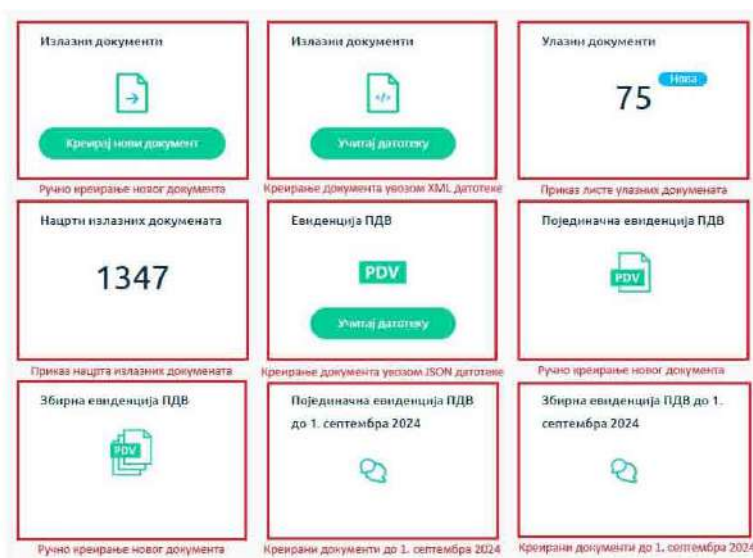 Излазни документи
Креирај нови документ
Ручно креирање новог документа
Излазни документи
</>
Учитај датотеку
Креирање документа увозом XML датотеке
Улазни документи
75 Нова
Приказ листе улазних докумената
Нацрти излазних докумената
1347
Приказ нацрта излазних докумената
Евиденција ПДВ
PDV
Учитај датотеку
Креирање документа увозом JSON датотеке
Појединачна евиденција ПДВ
PDV
Ручно креирање новог документа
Збирна евиденција ПДВ
PDV
Ручно креирање новог документа
Појединачна евиденција ПДВ
до 1. септембра 2024
Креирани документи до 1. септембра 2024
Збирна евиденција ПДВ до 1.
септембра 2024
Креирани документи до 1. септембра 2024